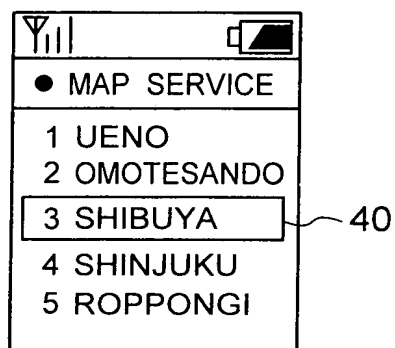 ● MAP SERVICE
1 UENO
2 OMOTESANDO
3 SHIBUYA
40
4 SHINJUKU
5 ROPPONGI